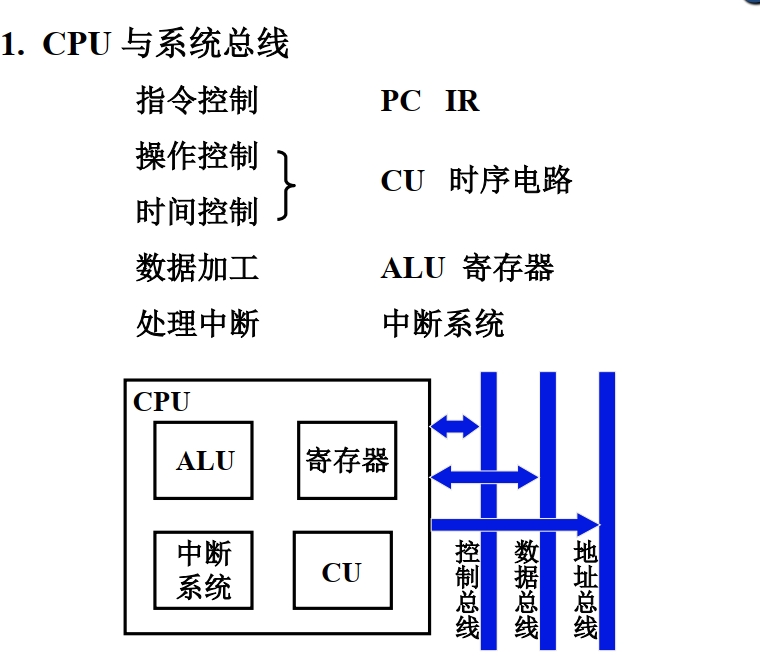 1. CPU 与系统总线
指令控制 PC IR
操作控制
CU 时序电路
时间控制
数据加工 ALU 寄存器
处理中断 中断系统
CPU
ALU 寄存器
中断
系统
CU
控制总线
数据总线
地址总线